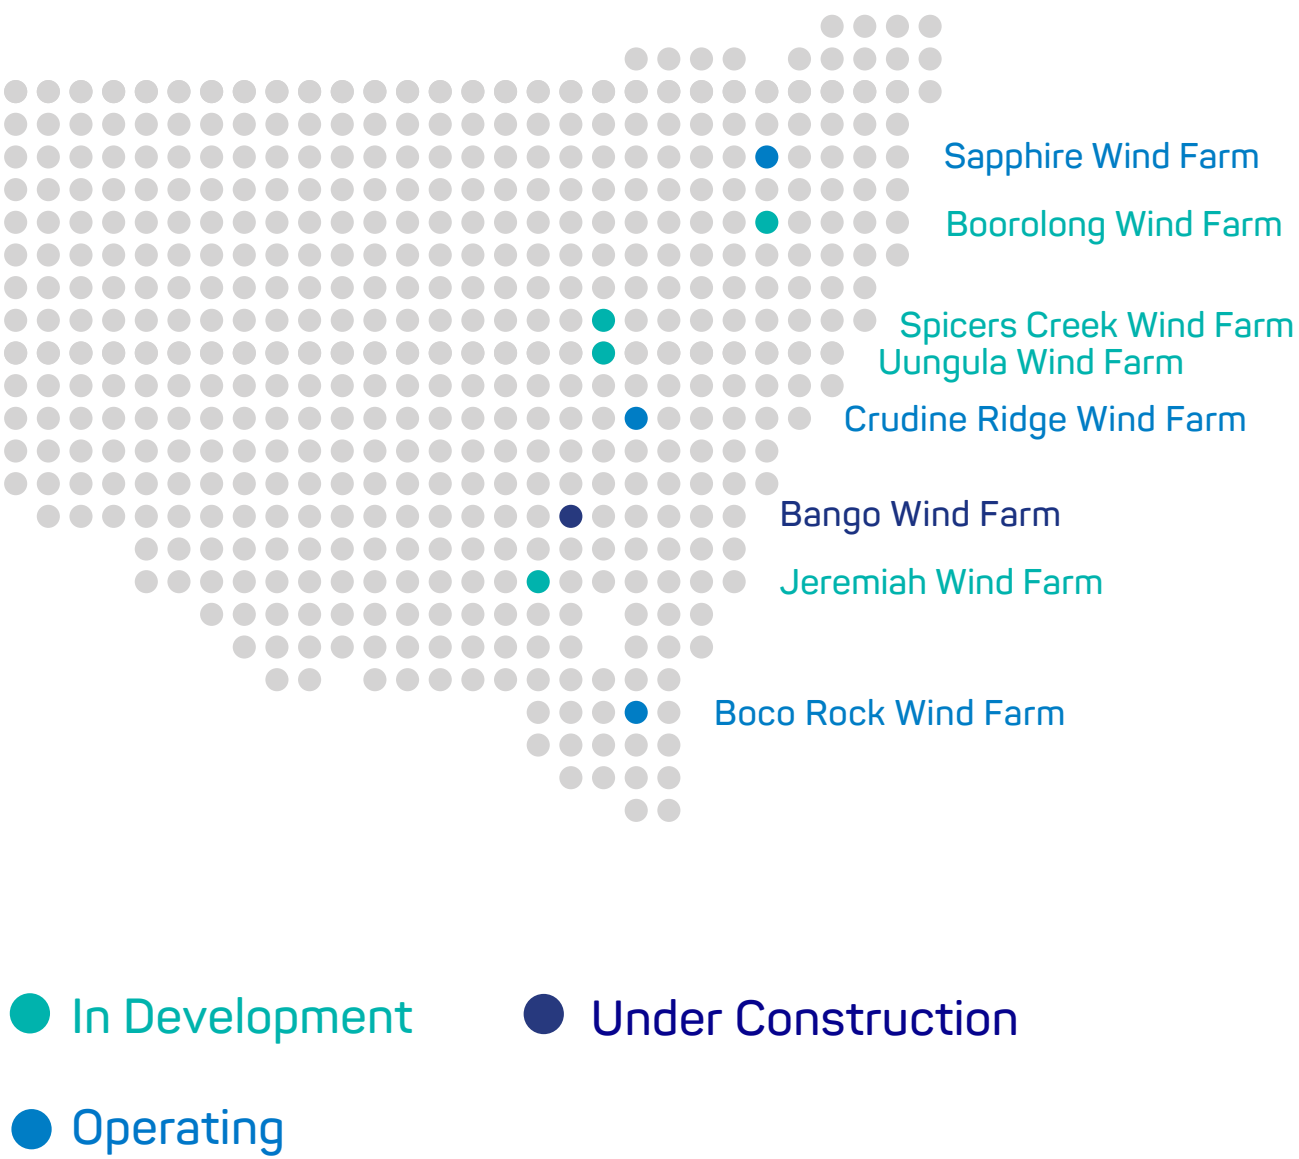 Sapphire Wind Farm
Boorolong Wind Farm
Spicers Creek Wind Farm
Uungula Wind Farm
Crudine Ridge Wind Farm
Bango Wind Farm
Jeremiah Wind Farm
Boco Rock Wind Farm
In Development
Under Construction
Operating